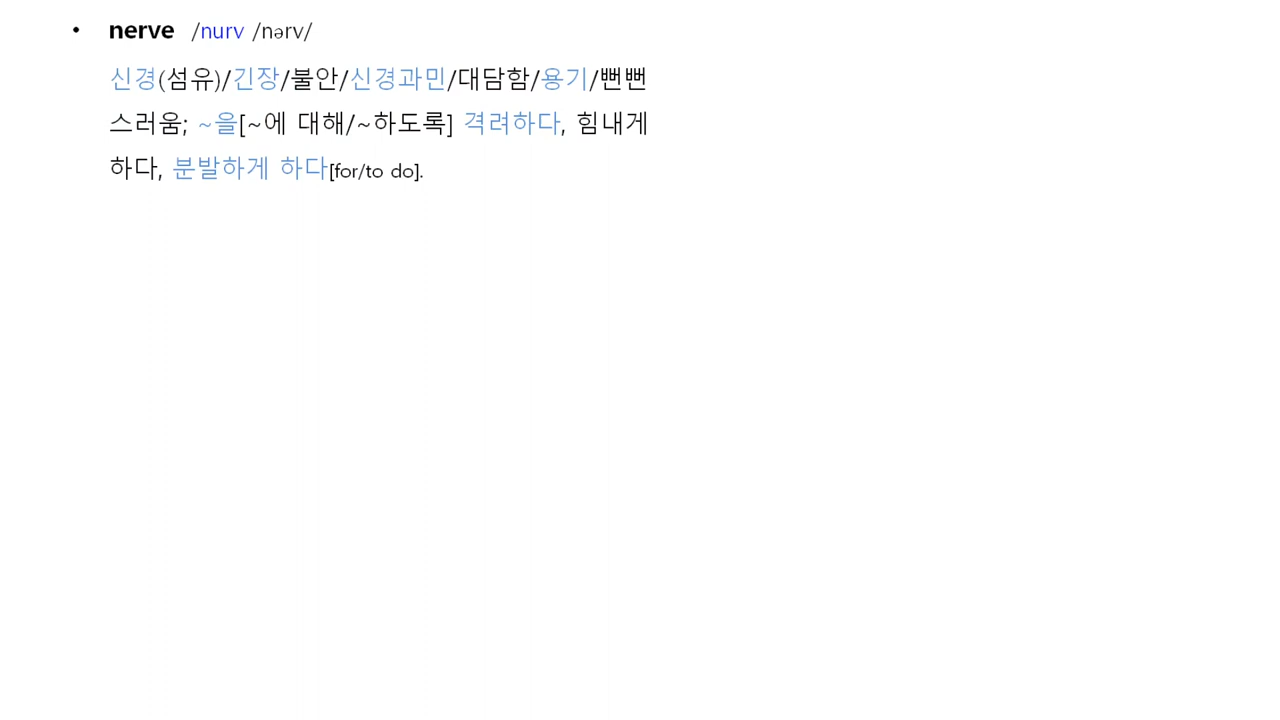 • nerve /nurv /nərv/
신경(섬유)/긴장/불안/신경과민/대담함/용기/뻔뻔
스러움; ~을[~에 대해/~하도록] 격려하다, 힘내게
하다, 분발하게 하다[for/to do].